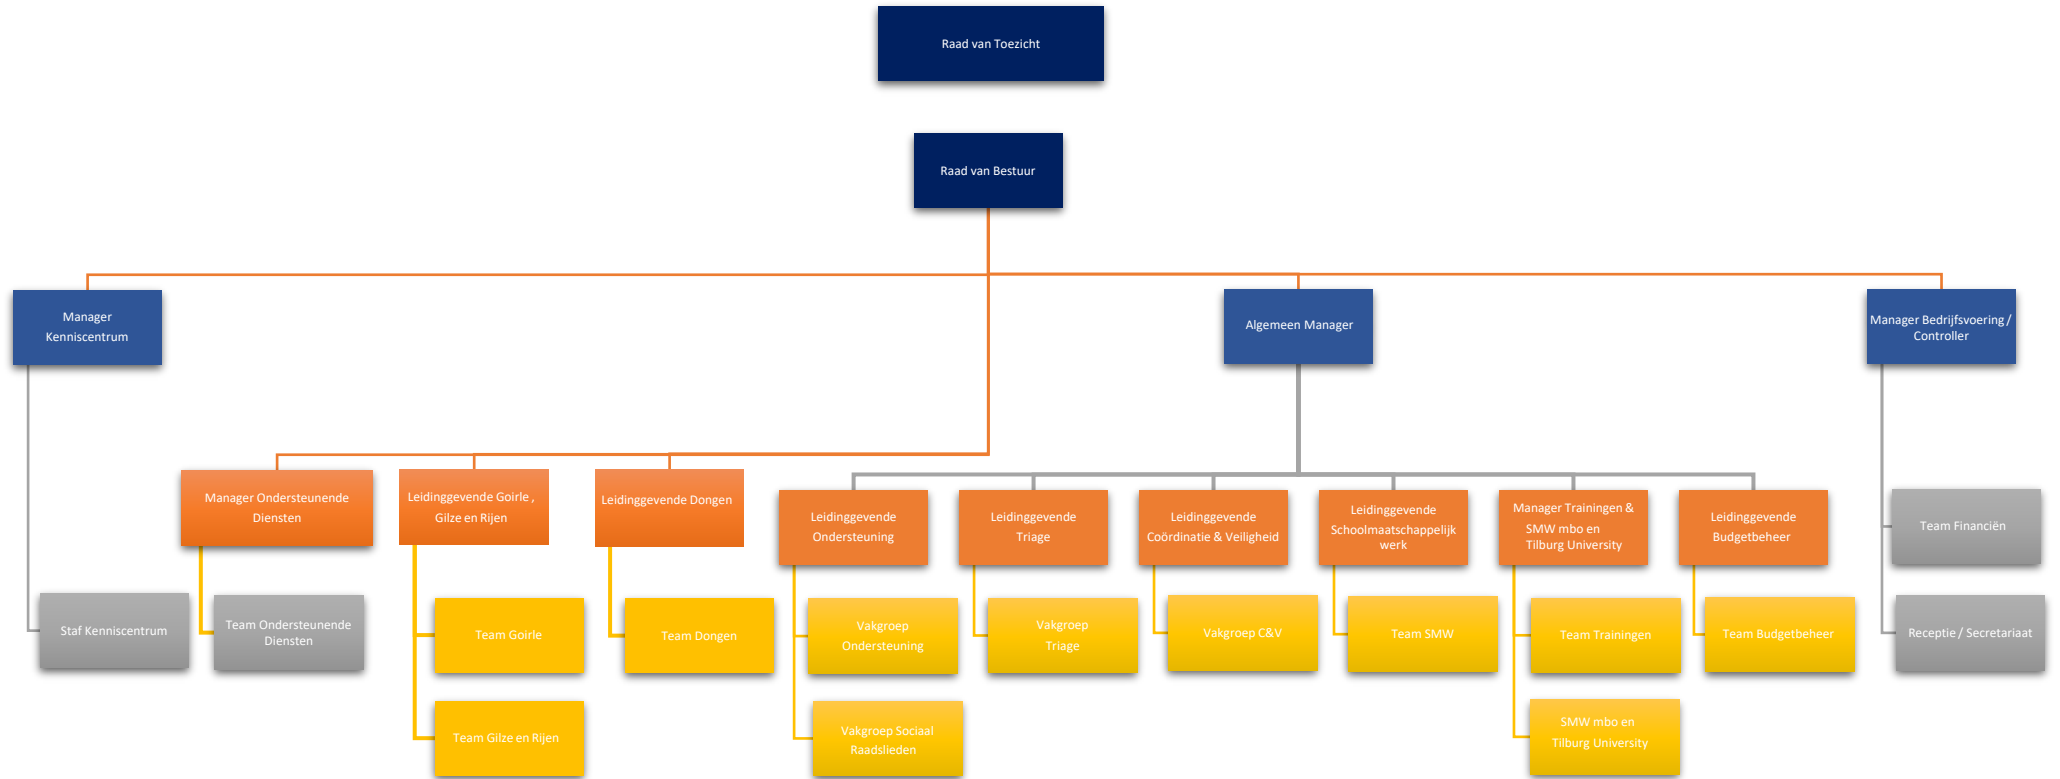 Raad van Toezicht
Raad van Bestuur
Manager
Kenniscentrum
Algemeen Manager
Manager Bedrijfsvoering /
Controller
Manager Ondersteunende
Diensten
Leidinggevende Goirle ,
Gilze en Rijen
Leidinggevende Dongen
Leidinggevende
Ondersteuning
Leidinggevende
Triage
Leidinggevende
Coördinatie & Veiligheid
Leidinggevende
Schoolmaatschappelijk
werk
Manager Trainingen &
SMW mbo en
Tilburg University
Leidinggevende
Budgetbeheer
Team Financiën
Staf Kenniscentrum
Team Ondersteunende
Diensten
Team Goirle
Team Dongen
Vakgroep
Ondersteuning
Vakgroep
Triage
Vakgroep C&V
Team SMW
Team Trainingen
Team Budgetbeheer
Receptie / Secretariaat
Team Gilze en Rijen
Vakgroep Sociaal
Raadslieden
SMW mbo en
Tilburg University